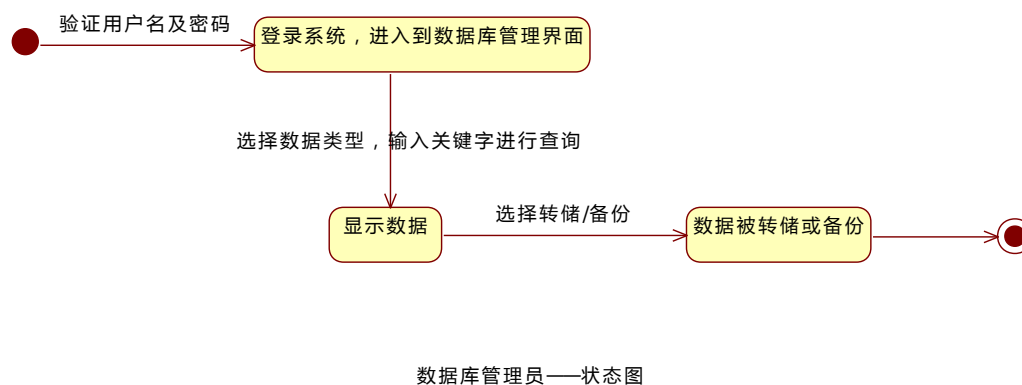 验证用户名及密码
登录系统，进入到数据库管理界面
选择数据类型，输入关键字进行查询
显示数据
选择转储/备份
数据被转储或备份
数据库管理员——状态图